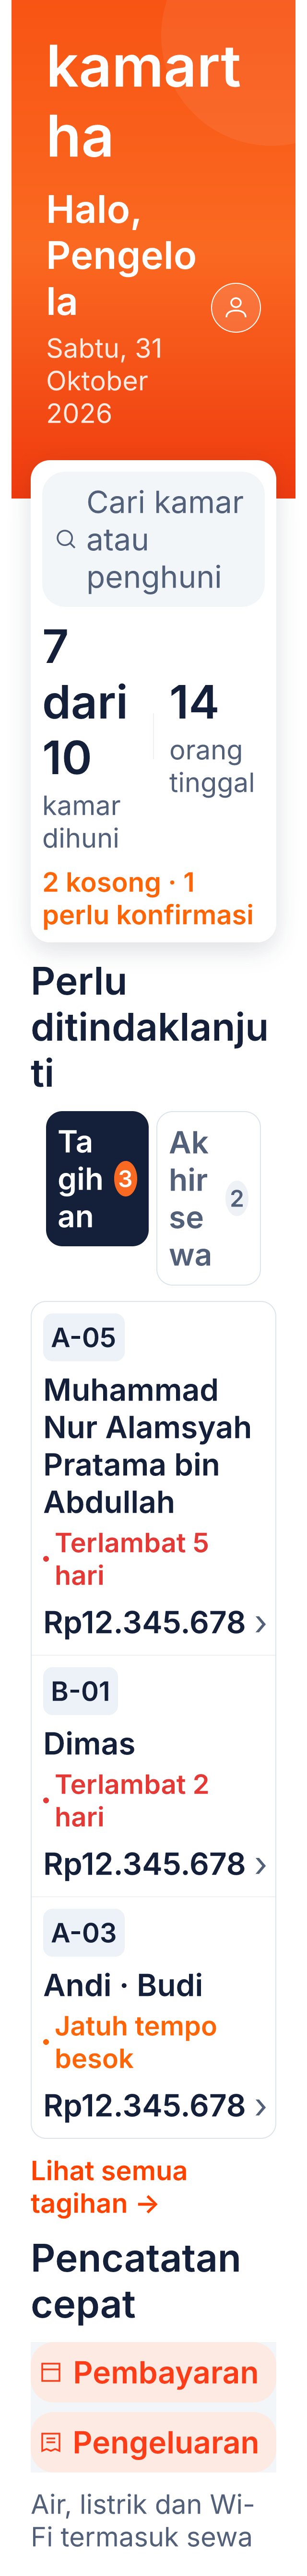 kamart
ha
Halo,
Pengelo
la
Sabtu, 31
Oktober
2026
Cari kamar
atau
penghuni
7
dari
10
kamar
dihuni
14
orang
tinggal
2 kosong · 1
perlu konfirmasi
Perlu
ditindaklanju
ti
Ta
gih
an
3
Ak
hir
se
wa
2
A-05
Muhammad
Nur Alamsyah
Pratama bin
Abdullah
• Terlambat 5
hari
Rp12.345.678 ›
B-01
Dimas
• Terlambat 2
hari
Rp12.345.678 ›
A-03
Andi · Budi
• Jatuh tempo
besok
Rp12.345.678 ›
Lihat semua
tagihan →
Pencatatan
cepat
Pembayaran
Pengeluaran
Air, listrik dan Wi-
Fi termasuk sewa